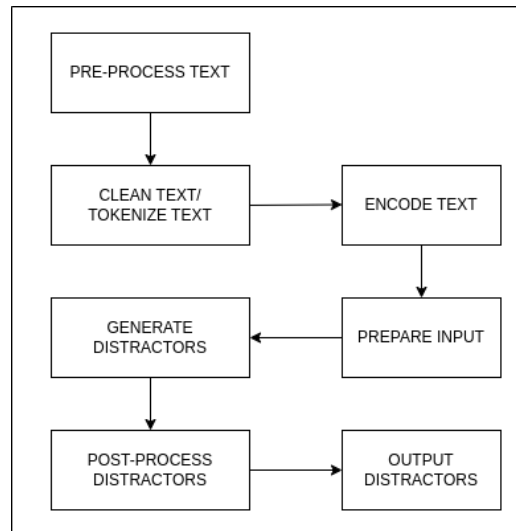 PRE-PROCESS TEXT
CLEAN TEXT/
TOKENIZE TEXT
ENCODE TEXT
PREPARE INPUT
GENERATE
DISTRACTORS
POST-PROCESS
DISTRACTORS
OUTPUT
DISTRACTORS